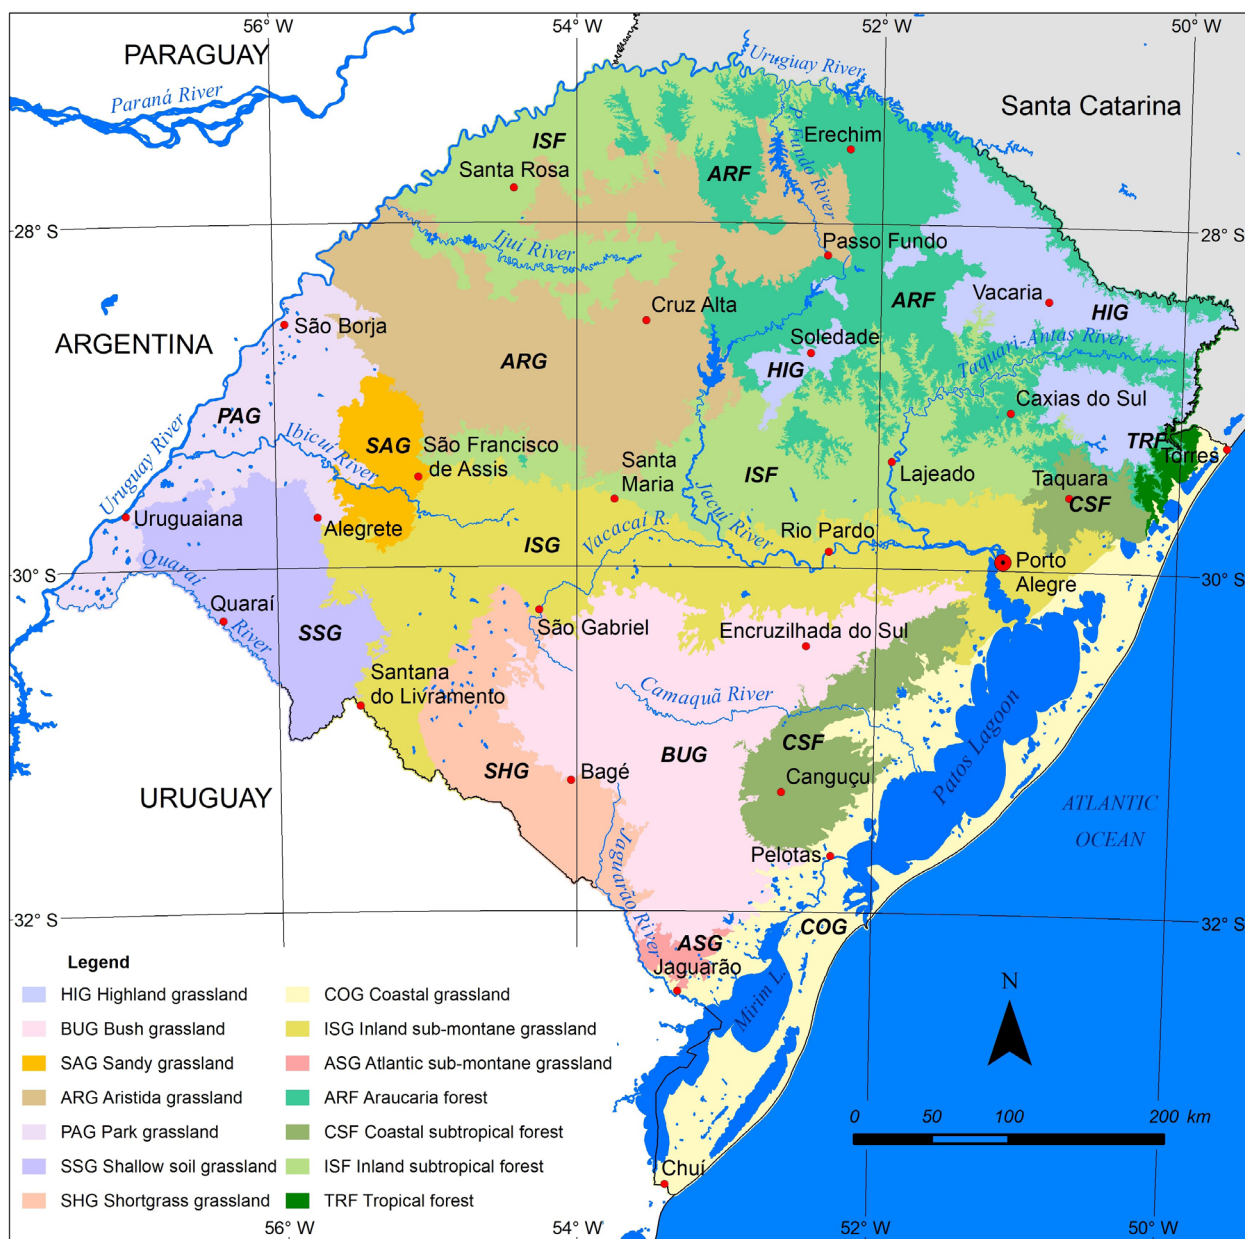 56° W
54° W
52° W
50° W
PARAGUAY
Paraná River
Uruguay River
P. Fundo River
Santa Catarina
Erechim
ISF
Santa Rosa
ARF
28° S
28° S
Ijuí River
Passo Fundo
Vacaria
ARF
HIG
São Borja
Cruz Alta
ARGENTINA
Soledade
Taquari-Antas River
ARG
HIG
PAG
Caxias do Sul
Ibicuí River
SAG
São Francisco
de Assis
TRF
Torres
Uruguay River
Santa
Maria
ISF
Lajeado
Taquara
CSF
Uruguaiana
Alegrete
ISG
Vacacaí R.
Jacuí River
Rio Pardo
Quaraí
River
Porto
Alegre
30° S
30° S
Quaraí
SSG
São Gabriel
Encruzilhada do Sul
Santana
do Livramento
Camaquã River
CSF
BUG
SHG
Bagé
Canguçu
Patos Lagoon
URUGUAY
ATLANTIC
OCEAN
Pelotas
Jaguarão River
32° S
32° S
COG
ASG
Jaguarão
Mirim L.
Chuí
N
Legend
HIG Highland grassland
BUG Bush grassland
SAG Sandy grassland
ARG Aristida grassland
PAG Park grassland
SSG Shallow soil grassland
SHG Shortgrass grassland
COG Coastal grassland
ISG Inland sub-montane grassland
ASG Atlantic sub-montane grassland
ARF Araucaria forest
CSF Coastal subtropical forest
ISF Inland subtropical forest
TRF Tropical forest
0 50 100 200 km
56° W
54° W
52° W
50° W